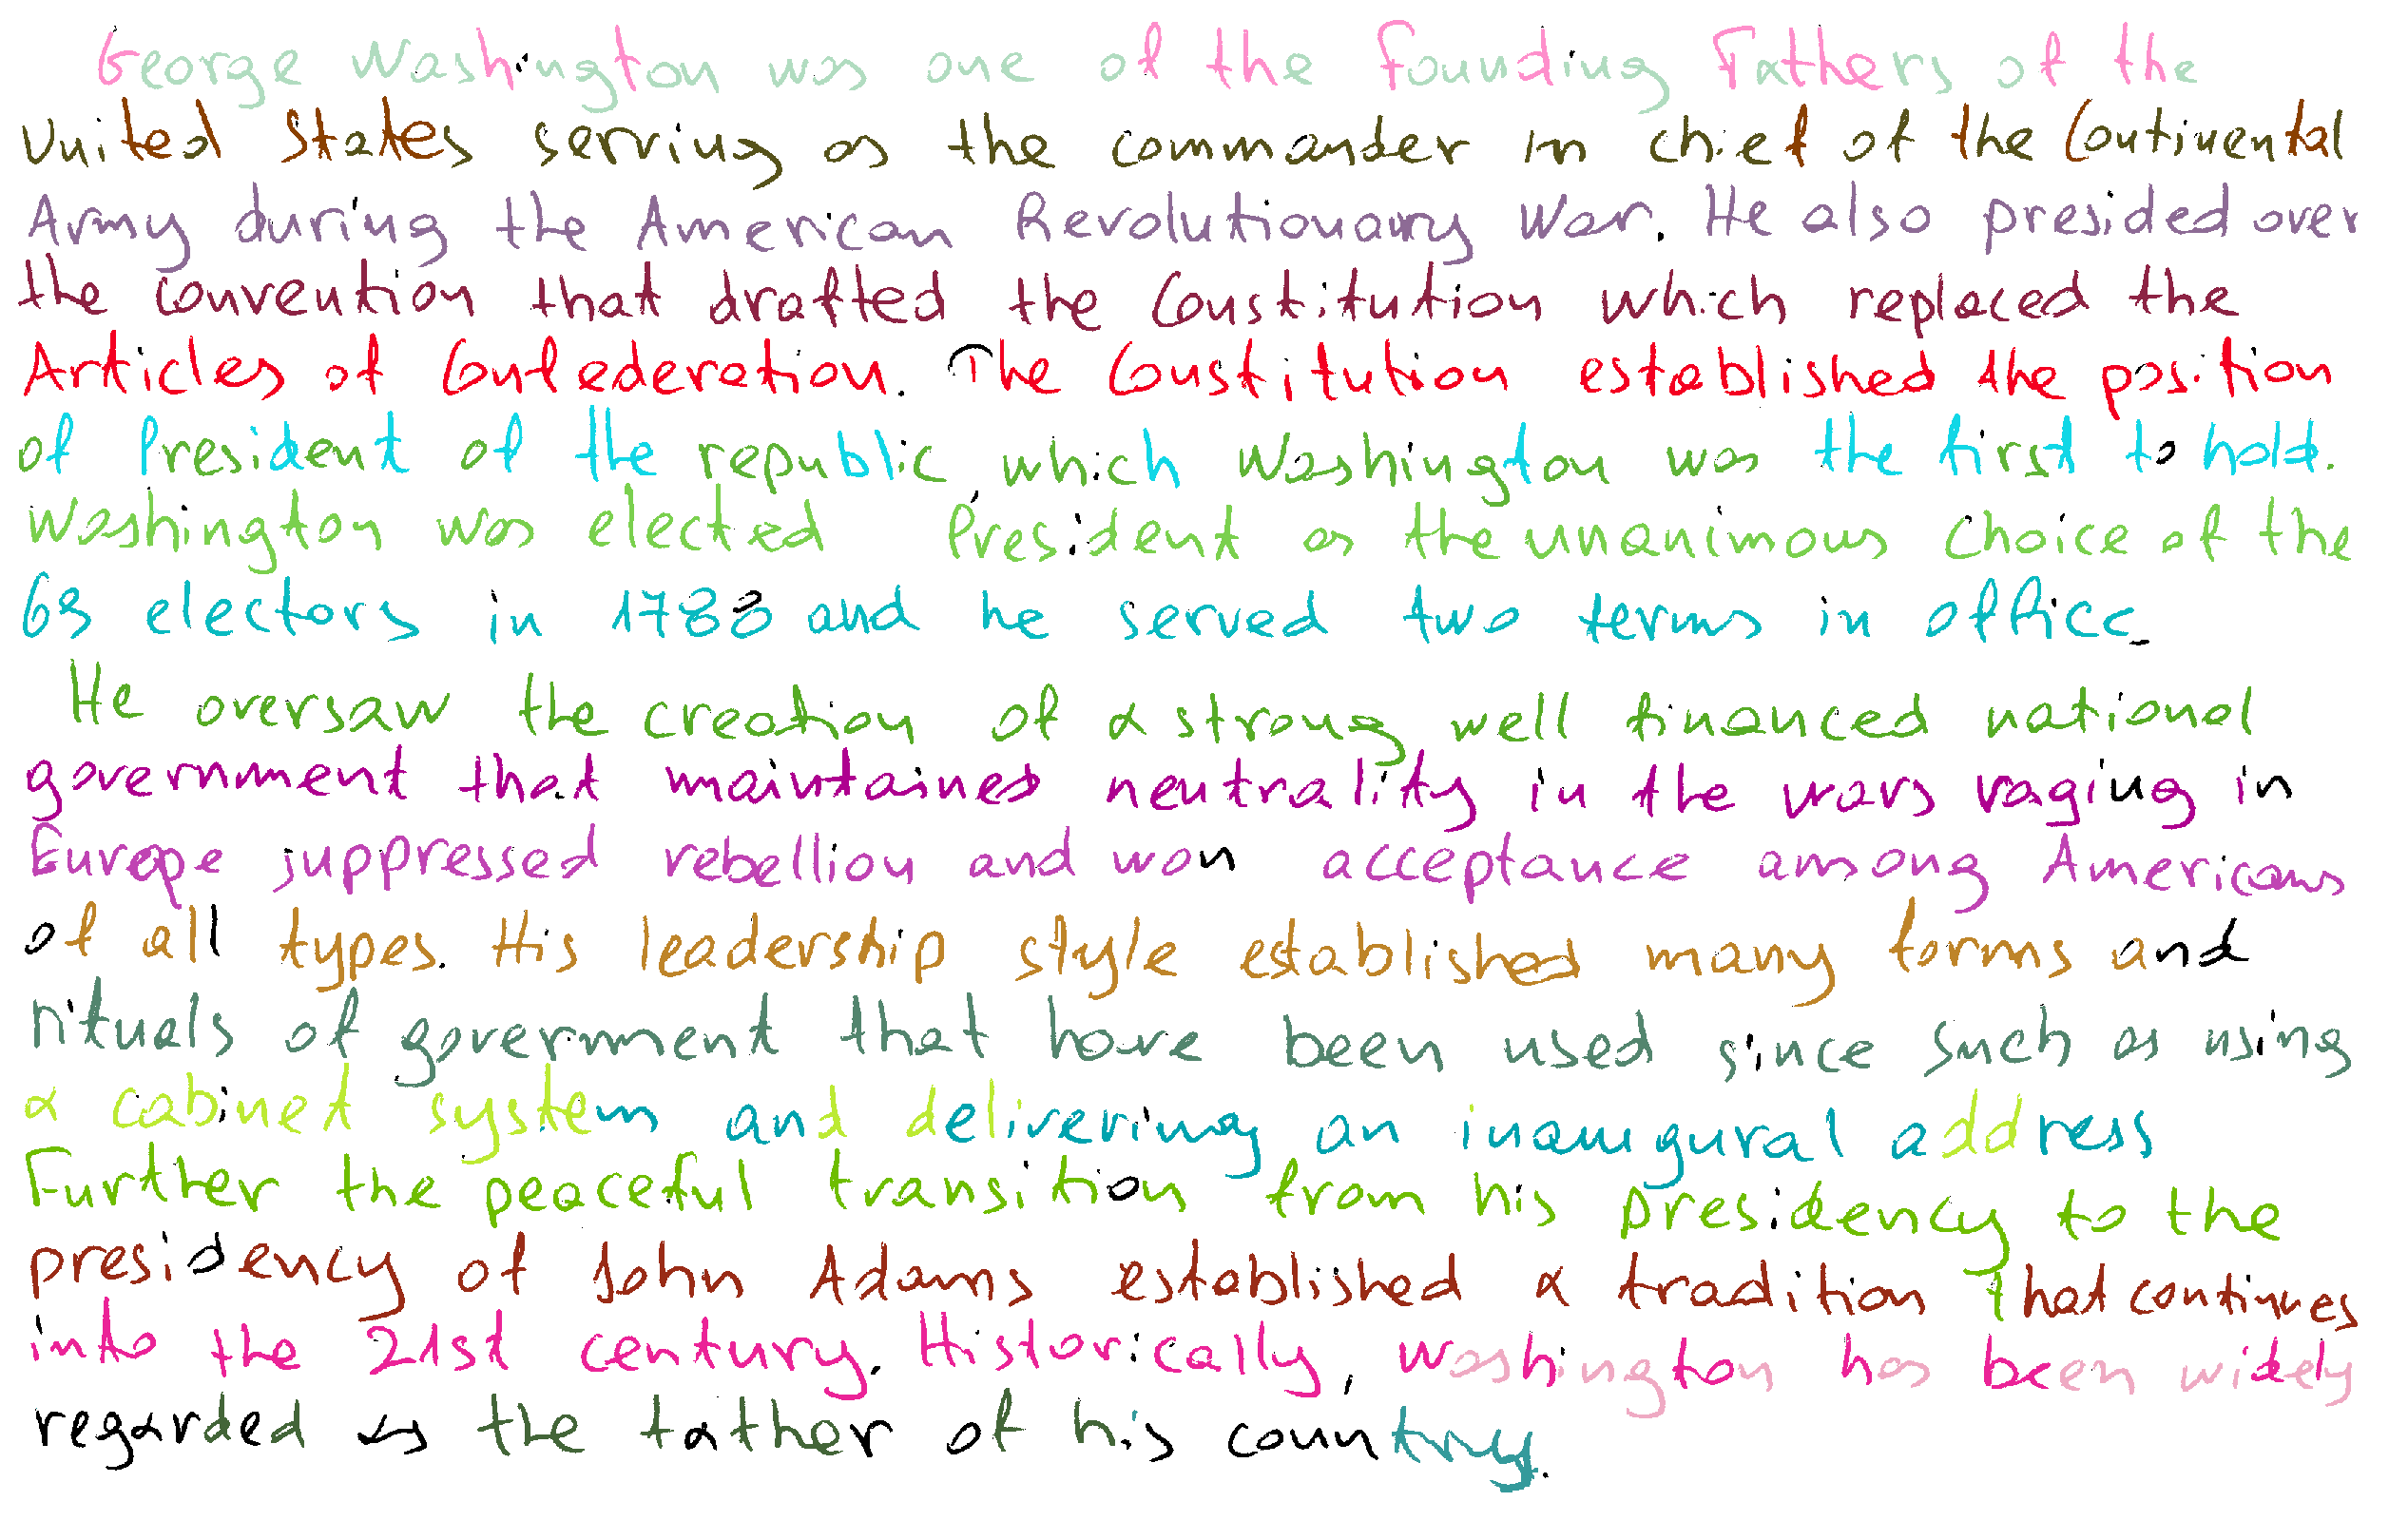 George Washington was one of the Founding Fathers of the
United States serving as the commander in chief of the Continental
Army during the American Revolutionary War. He also presided over
the convention that drafted the Constitution which replaced the
Articles of Confederation. The Constitution established the position
of President of the republic, which Washington was the first to hold.
Washington was elected President as the unanimous choice of the
69 electors in 1788 and he served two terms in office.
He oversaw the creation of a strong well financed national
government that maintained neutrality in the wars raging in
Europe suppressed rebellion and won acceptance among Americans
of all types. His leadership style established many forms and
rituals of goverment that have been used since such as using
a cabinet system and delivering an inaugural address
Further the peaceful transition from his presidency to the
presidency of John Adams established a tradition that continues
into the 21st century. Historically, Washington has been widely
regarded as the father of his country.